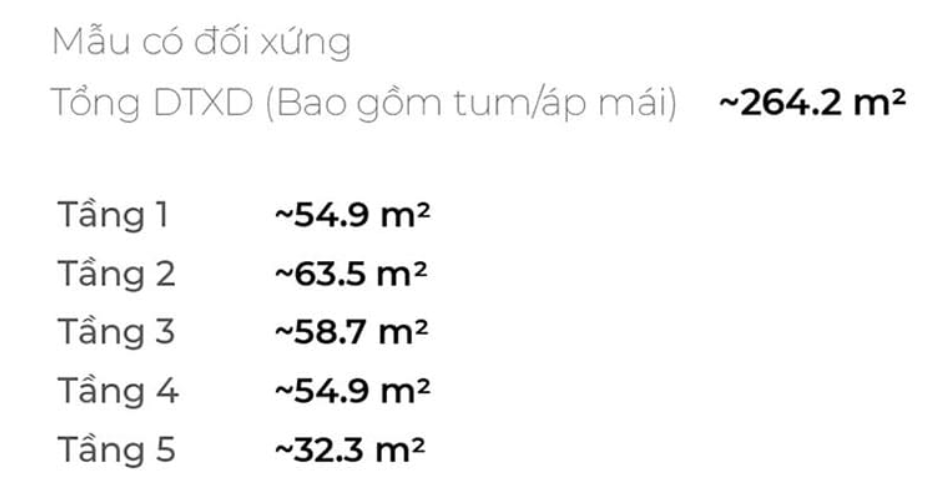 Mẫu có đối xứng
Tổng DTXD (Bao gồm tum/áp mái) ~264.2 m²
Tầng 1 ~54.9 m²
Tầng 2 ~63.5 m²
Tầng 3 ~58.7 m²
Tầng 4 ~54.9 m²
Tầng 5 ~32.3 m²